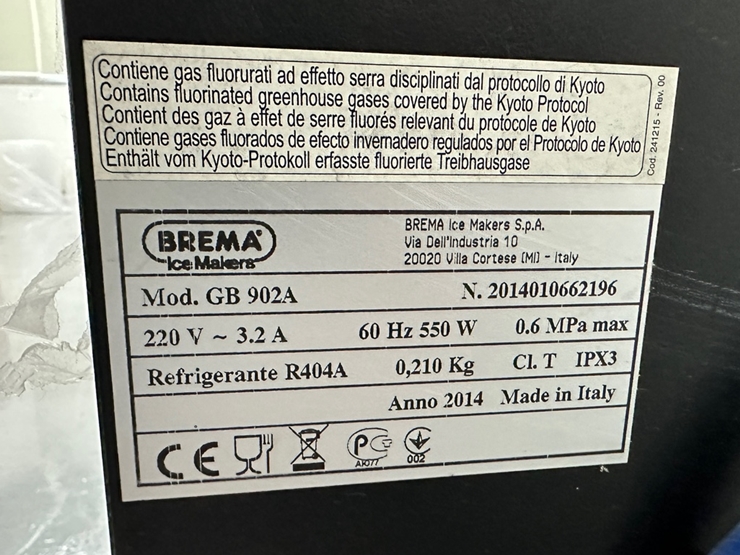 Contiene gas fluorurati ad effetto serra disciplinati dal protocollo di Kyoto
Contains fluorinated greenhouse gases covered by the Kyoto Protocol
Contient des gaz à effet de serre fluorés relevant du protocole de Kyoto
Contiene gases fluorados de efecto invernadero regulados por el Protocolo de Kyoto
Enthält vom Kyoto-Protokoll erfasste fluorierte Treibhausgase
Cod. 241215 - Rev. 00
BREMA®
Ice Makers
BREMA Ice Makers S.p.A.
Via Dell'Industria 10
20020 Villa Cortese (MI) - Italy
Mod. GB 902A N. 2014010662196
220 V ~ 3.2 A 60 Hz 550 W 0.6 MPa max
Refrigerante R404A 0,210 Kg Cl. T IPX3
Anno 2014 Made in Italy
CE
PG
002